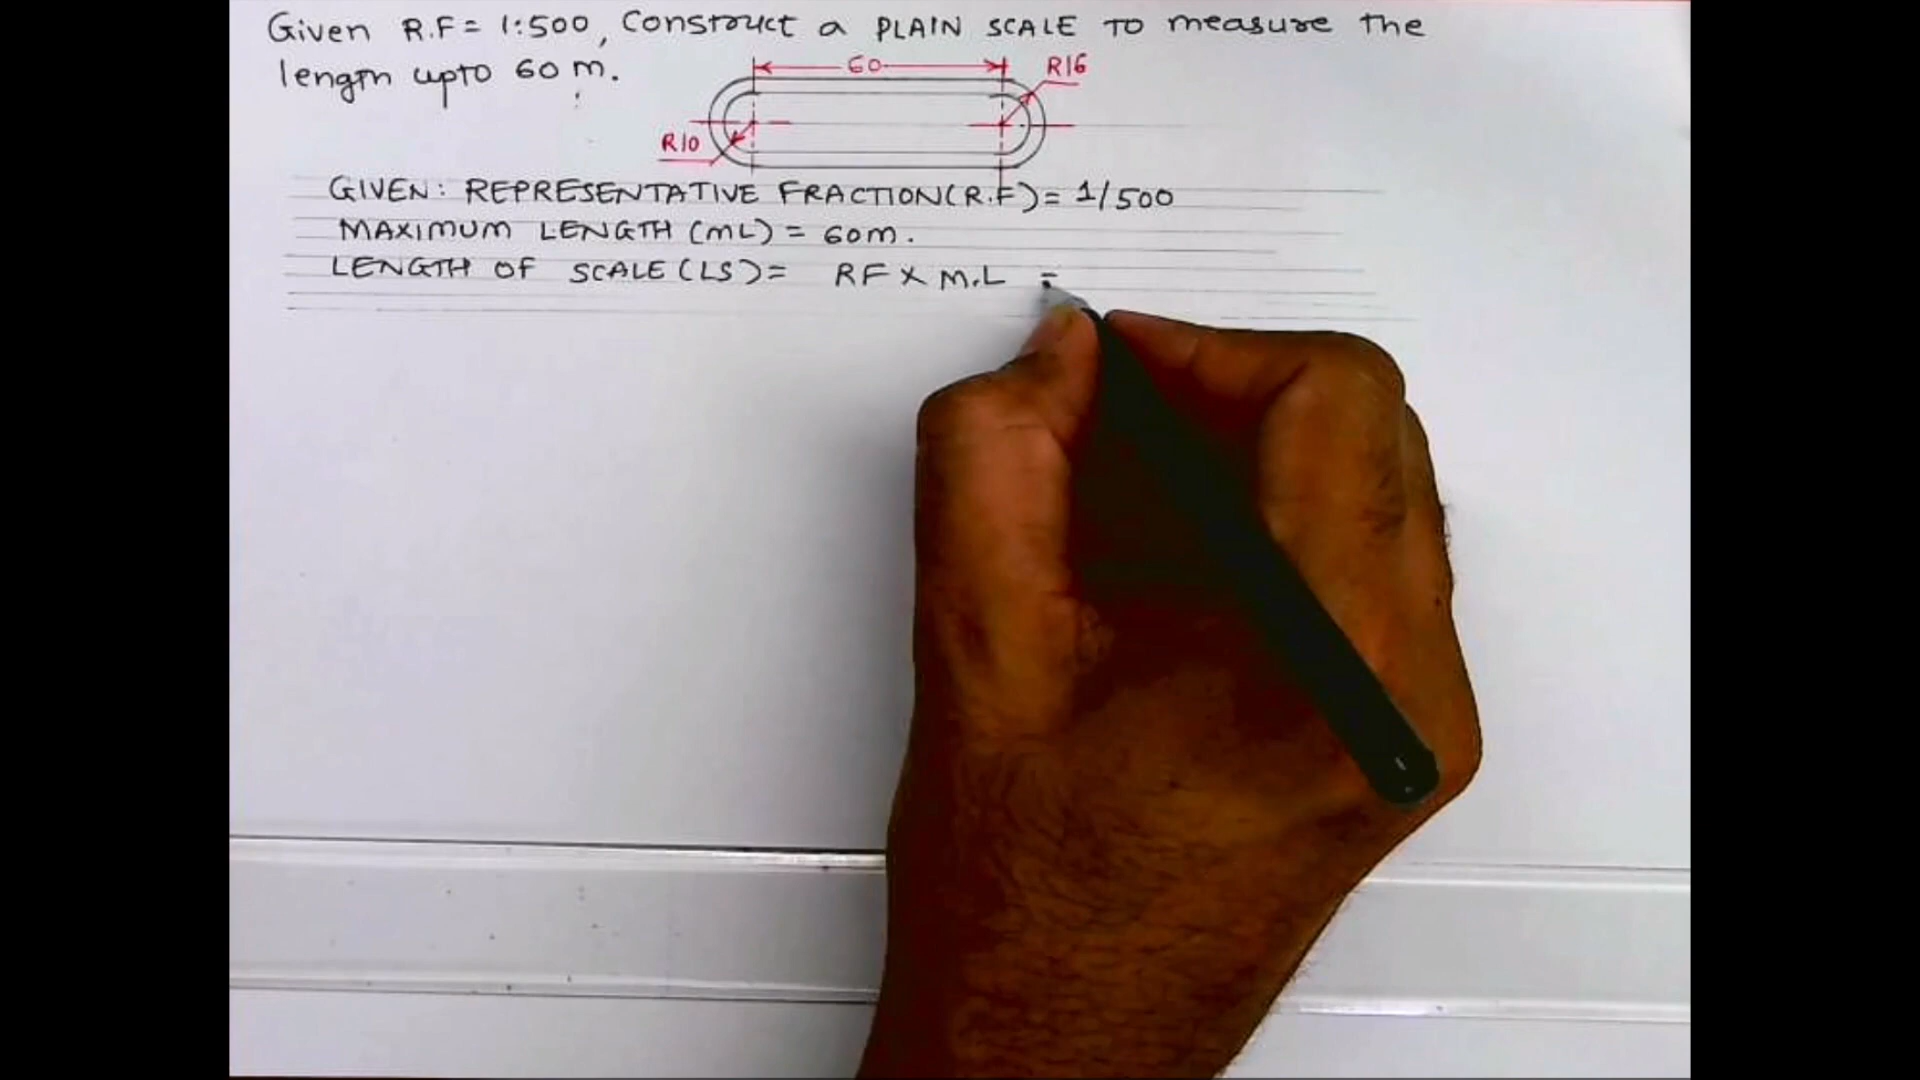 Given R.F = 1:500, Construct a PLAIN SCALE TO measure the
length upto 60 m.
60
R16
R10
GIVEN: REPRESENTATIVE FRACTION(R.F) = 1/500
MAXIMUM LENGTH (ML) = 60m.
LENGTH OF SCALE (LS) = RF X M.L =